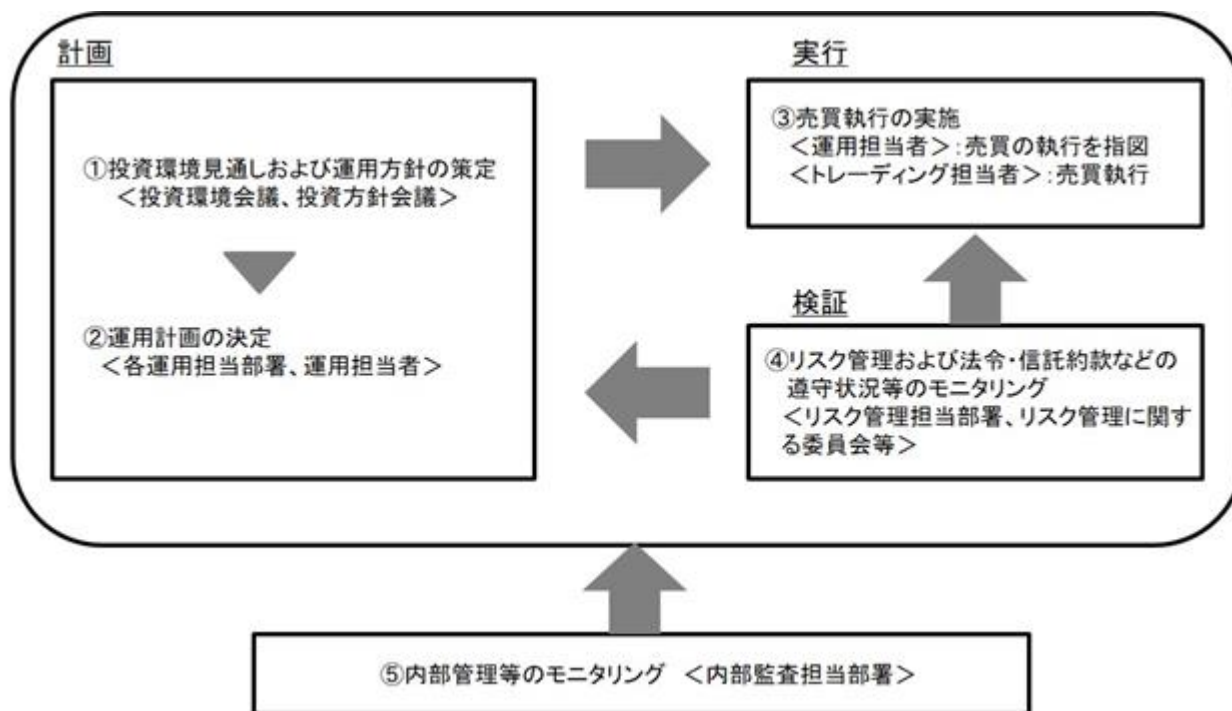 計画
①投資環境見通しおよび運用方針の策定
＜投資環境会議、投資方針会議＞
②運用計画の決定
＜各運用担当部署、運用担当者＞
実行
③売買執行の実施
＜運用担当者＞：売買の執行を指図
＜トレーディング担当者＞：売買執行
検証
④リスク管理および法令・信託約款などの
遵守状況等のモニタリング
＜リスク管理担当部署、リスク管理に関す
る委員会等＞
⑤内部管理等のモニタリング　＜内部監査担当部署＞